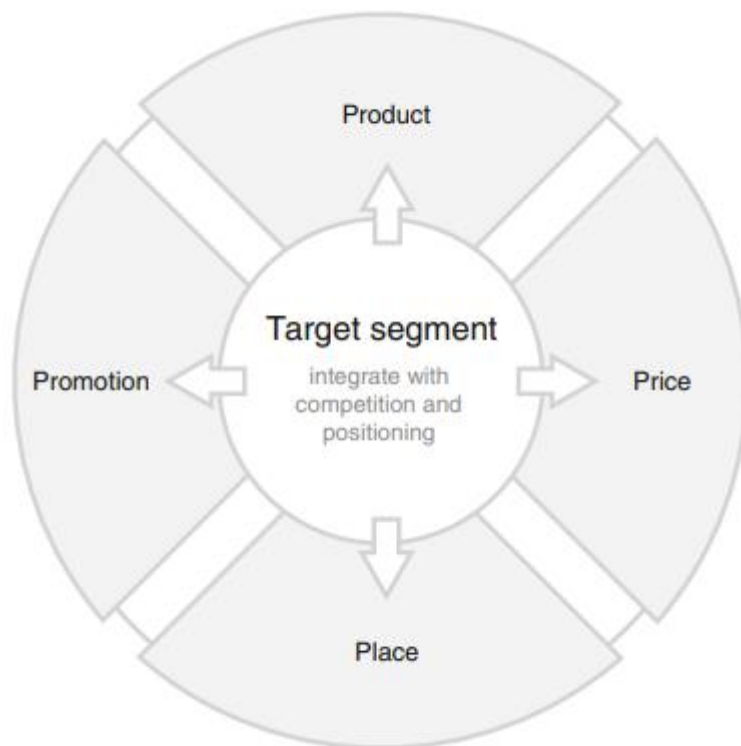 Product
Target segment
integrate with
competition and
positioning
Promotion
Price
Place